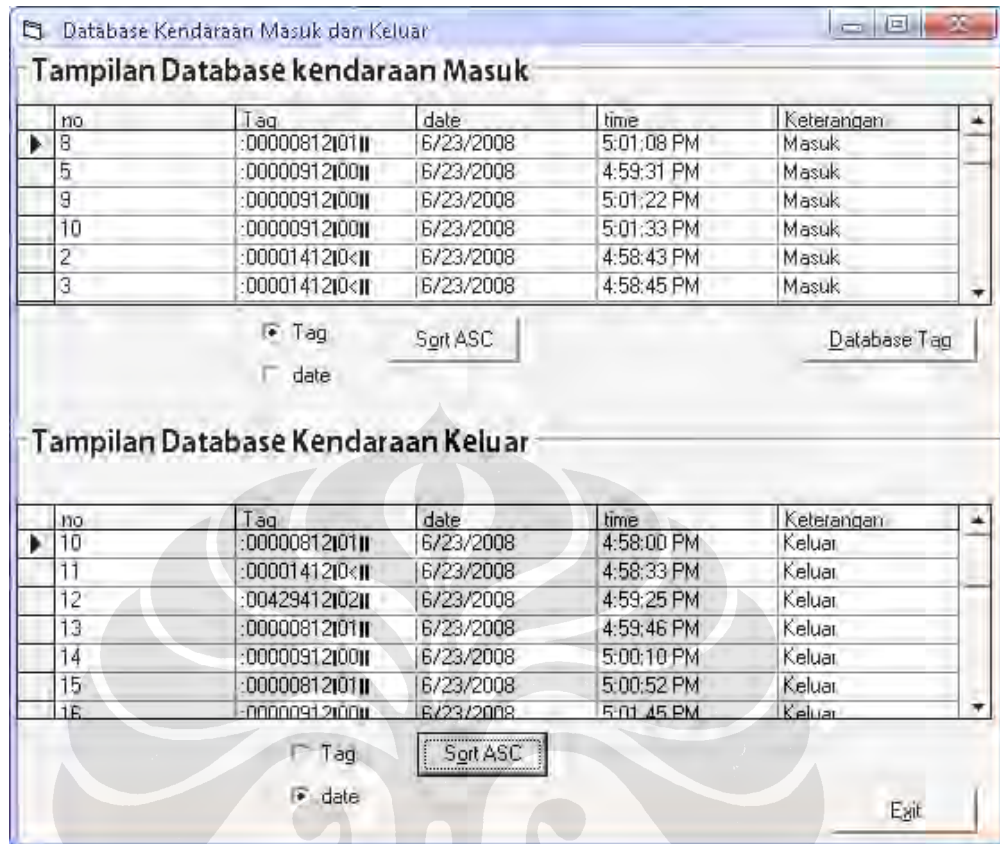 Database Kendaraan Masuk dan Keluar
Tampilan Database kendaraan Masuk
no Tag date time Keterangan
8 :00000812|01|| 6/23/2008 5:01:08 PM Masuk
5 :00000912|00|| 6/23/2008 4:59:31 PM Masuk
9 :00000912|00|| 6/23/2008 5:01:22 PM Masuk
10 :00000912|00|| 6/23/2008 5:01:33 PM Masuk
2 :00001412|0<|| 6/23/2008 4:58:43 PM Masuk
3 :00001412|0<|| 6/23/2008 4:58:45 PM Masuk
Tag Sort ASC Database Tag
date
Tampilan Database Kendaraan Keluar
no Tag date time Keterangan
10 :00000812|01|| 6/23/2008 4:58:00 PM Keluar
11 :00001412|0<|| 6/23/2008 4:58:33 PM Keluar
12 :00429412|02|| 6/23/2008 4:59:25 PM Keluar
13 :00000812|01|| 6/23/2008 4:59:46 PM Keluar
14 :00000912|00|| 6/23/2008 5:00:10 PM Keluar
15 :00000812|01|| 6/23/2008 5:00:52 PM Keluar
16 :00000912|00|| 6/23/2008 5:01:45 PM Keluar
Tag Sort ASC
date
Exit